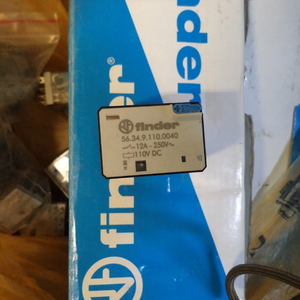 finder
56.34.9.110.0040
12A - 250V~
110V DC
finder®
finder